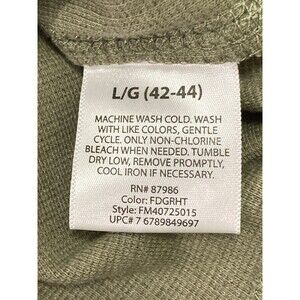 L/G (42-44)
MACHINE WASH COLD. WASH
WITH LIKE COLORS, GENTLE
CYCLE. ONLY NON-CHLORINE
BLEACH WHEN NEEDED. TUMBLE
DRY LOW, REMOVE PROMPTLY,
COOL IRON IF NECESSARY.
RN# 87986
Color: FDGRHT
Style: FM40725015
UPC# 7 6789849697